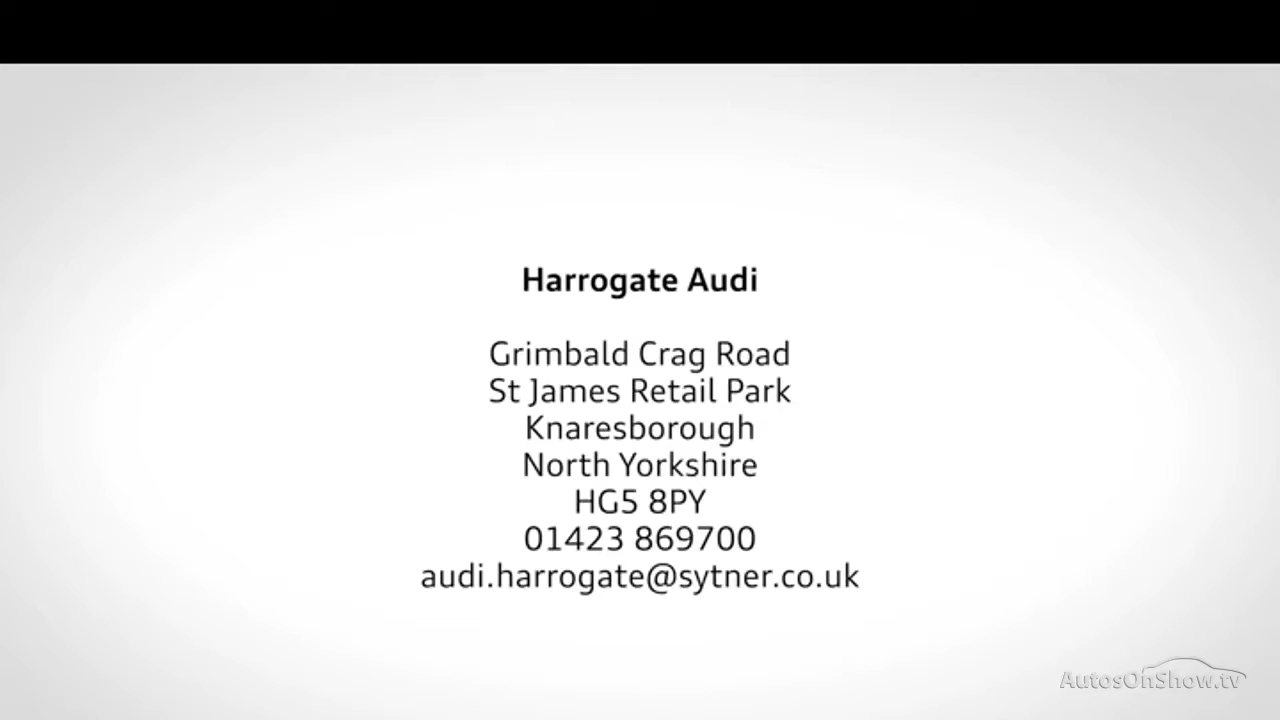 Harrogate Audi
Grimbald Crag Road
St James Retail Park
Knaresborough
North Yorkshire
HG5 8PY
01423 869700
audi.harrogate@sytner.co.uk
AutosOnShow.tv